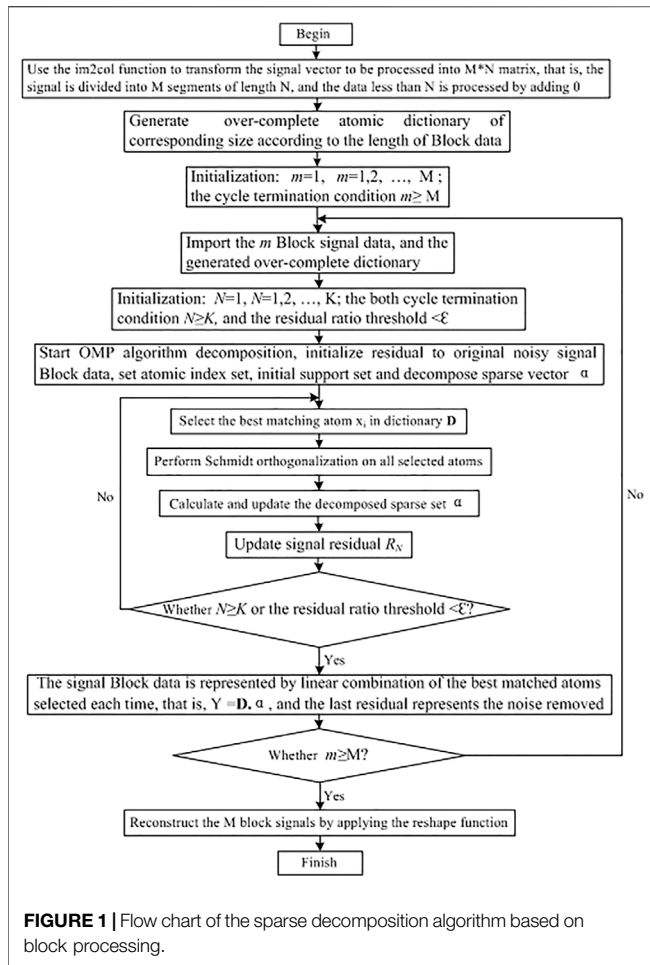 Begin
Use the im2col function to transform the signal vector to be processed into M*N matrix, that is, the
signal is divided into M segments of length N, and the data less than N is processed by adding 0
Generate over-complete atomic dictionary of
corresponding size according to the length of Block data
Initialization: m=1, m=1,2, …, M ;
the cycle termination condition m≥ M
Import the m Block signal data, and the
generated over-complete dictionary
Initialization: N=1, N=1,2, …, K; the both cycle termination
condition N≥K, and the residual ratio threshold <ε
Start OMP algorithm decomposition, initialize residual to original noisy signal
Block data, set atomic index set, initial support set and decompose sparse vector α
Select the best matching atom xi in dictionary D
Perform Schmidt orthogonalization on all selected atoms
No
No
Calculate and update the decomposed sparse set α
Update signal residual RN
Whether N≥K or the residual ratio threshold <ε?
Yes
The signal Block data is represented by linear combination of the best matched atoms
selected each time, that is, Y =D. α , and the last residual represents the noise removed
Whether m≥M?
Yes
Reconstruct the M block signals by applying the reshape function
Finish
FIGURE 1 | Flow chart of the sparse decomposition algorithm based on
block processing.